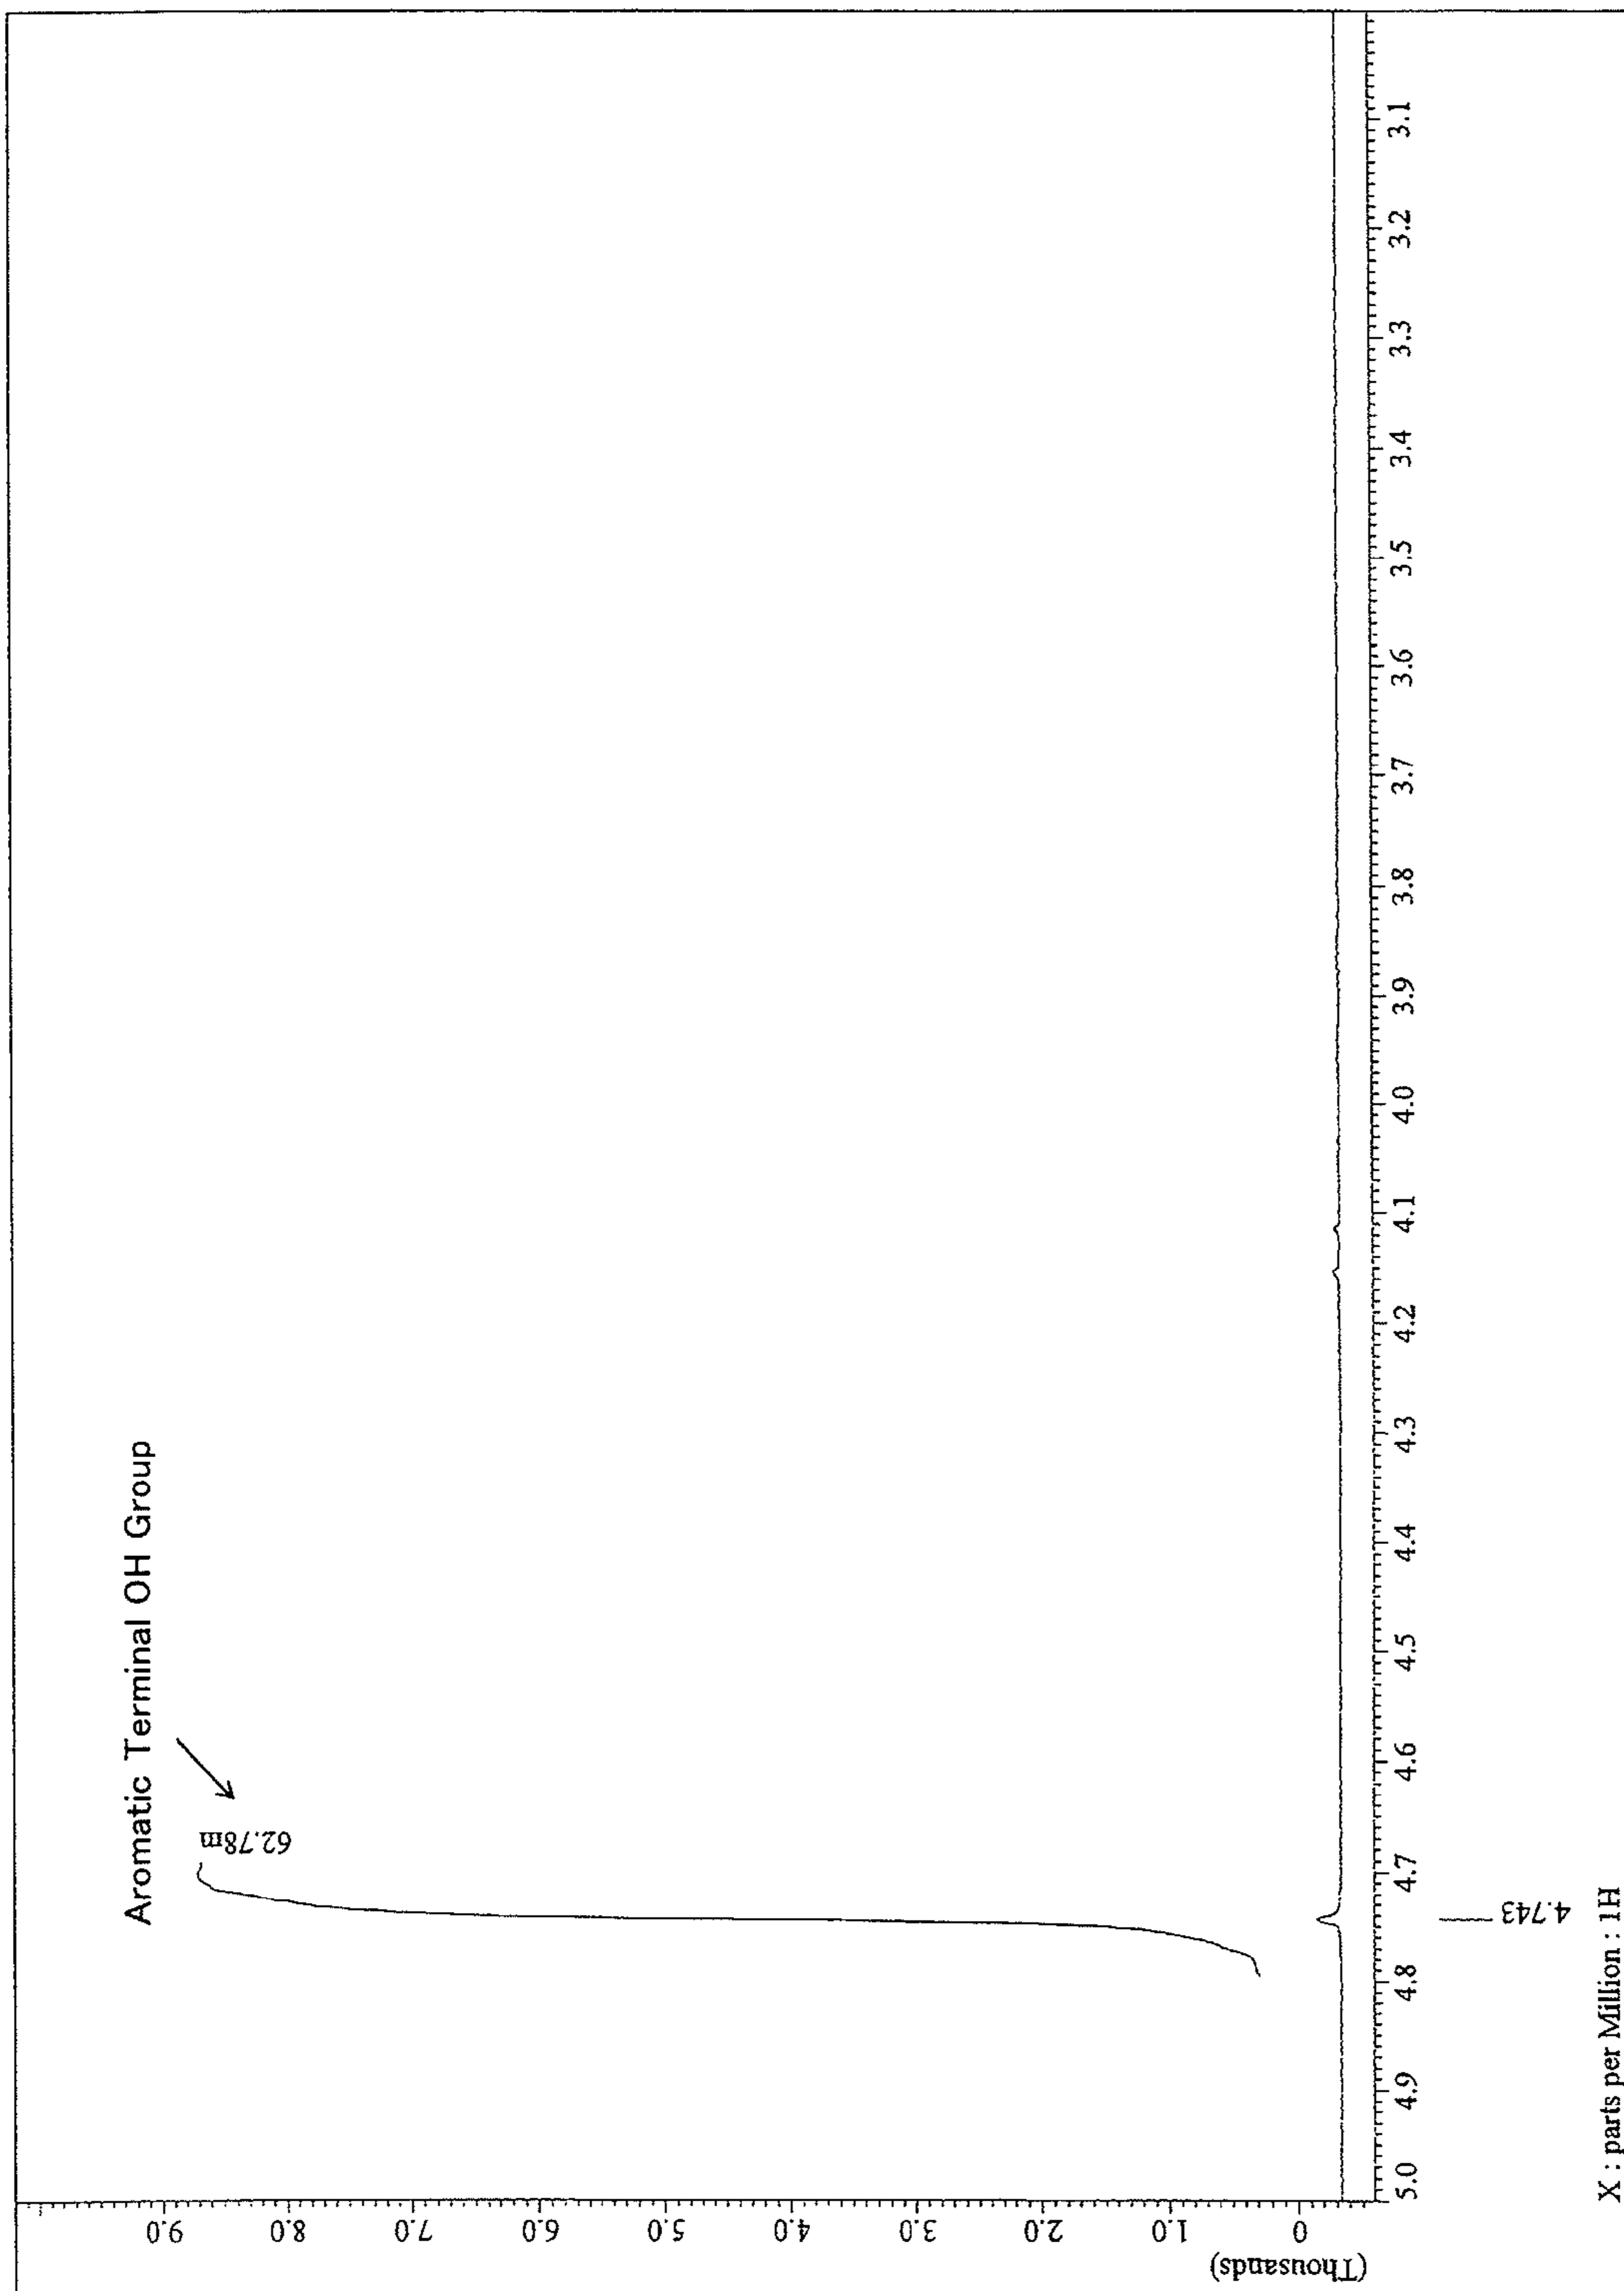 Aromatic Terminal OH Group
62.78m
(Thousands)
9.0
8.0
7.0
6.0
5.0
4.0
3.0
2.0
1.0
0
5.0 4.9 4.8 4.7 4.6 4.5 4.4 4.3 4.2 4.1 4.0 3.9 3.8 3.7 3.6 3.5 3.4 3.3 3.2 3.1
4.743
X : parts per Million : 1H